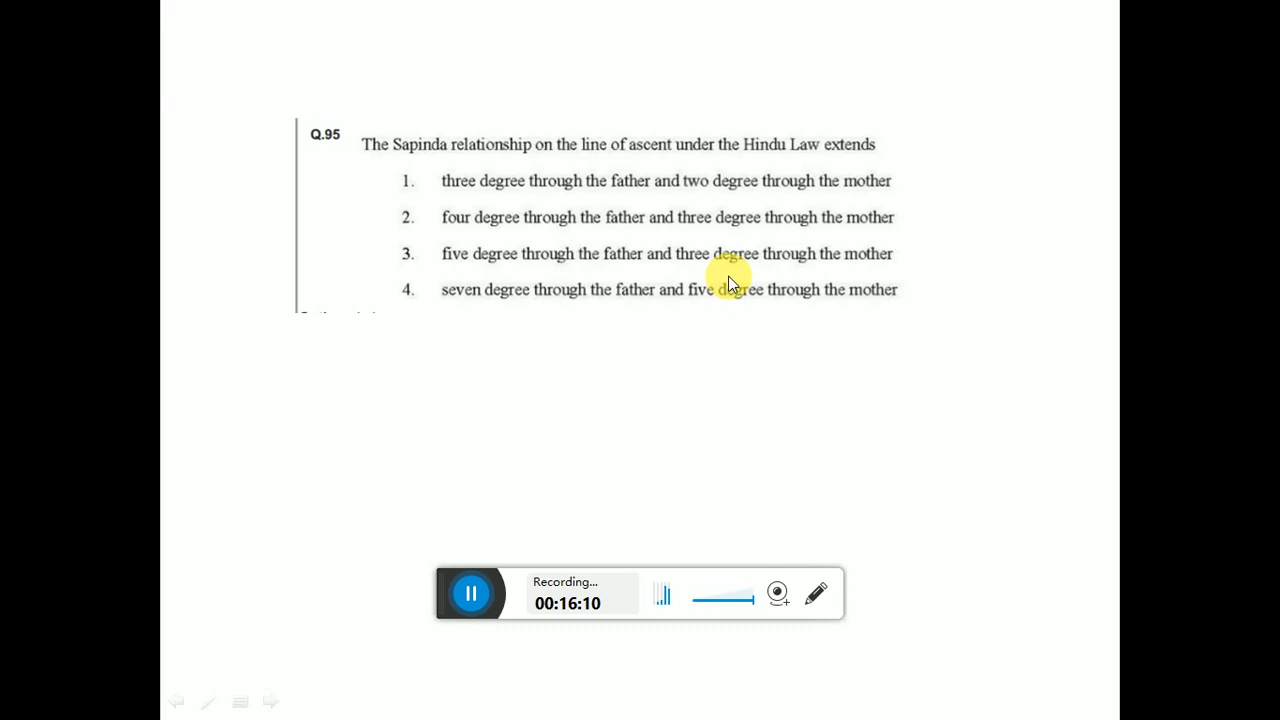 Q.95
The Sapinda relationship on the line of ascent under the Hindu Law extends
1. three degree through the father and two degree through the mother
2. four degree through the father and three degree through the mother
3. five degree through the father and three degree through the mother
4. seven degree through the father and five degree through the mother
Recording...
00:16:10